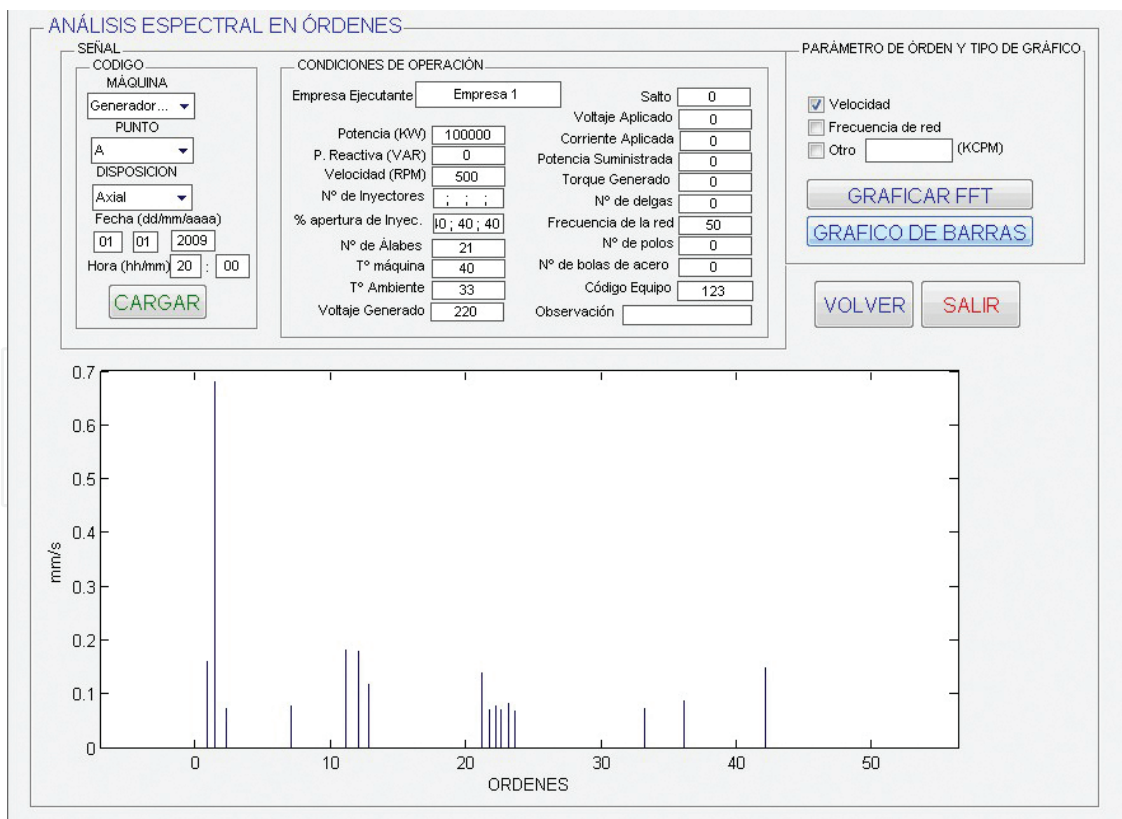 ANÁLISIS ESPECTRAL EN ÓRDENES
SEÑAL
CODIGO
MÁQUINA
Generador...
PUNTO
A
DISPOSICION
Axial
Fecha (dd/mm/aaaa)
01 01 2009
Hora (hh/mm) 20 : 00
CARGAR
CONDICIONES DE OPERACIÓN
Empresa Ejecutante Empresa 1
Potencia (KW) 100000
P. Reactiva (VAR) 0
Velocidad (RPM) 500
Nº de Inyectores ; ; ;
% apertura de Inyec. ; 40 ; 40
Nº de Álabes 21
Tº máquina 40
Tº Ambiente 33
Voltaje Generado 220
Salto 0
Voltaje Aplicado 0
Corriente Aplicada 0
Potencia Suministrada 0
Torque Generado 0
Nº de delgas 0
Frecuencia de la red 50
Nº de polos 0
Nº de bolas de acero 0
Código Equipo 123
Observación
PARÁMETRO DE ÓRDEN Y TIPO DE GRÁFICO
Velocidad
Frecuencia de red
Otro (KCPM)
GRAFICAR FFT
GRAFICO DE BARRAS
VOLVER SALIR
0.7
0.6
0.5
0.4
0.3
0.2
0.1
0
mm/s
0 10 20 30 40 50
ORDENES